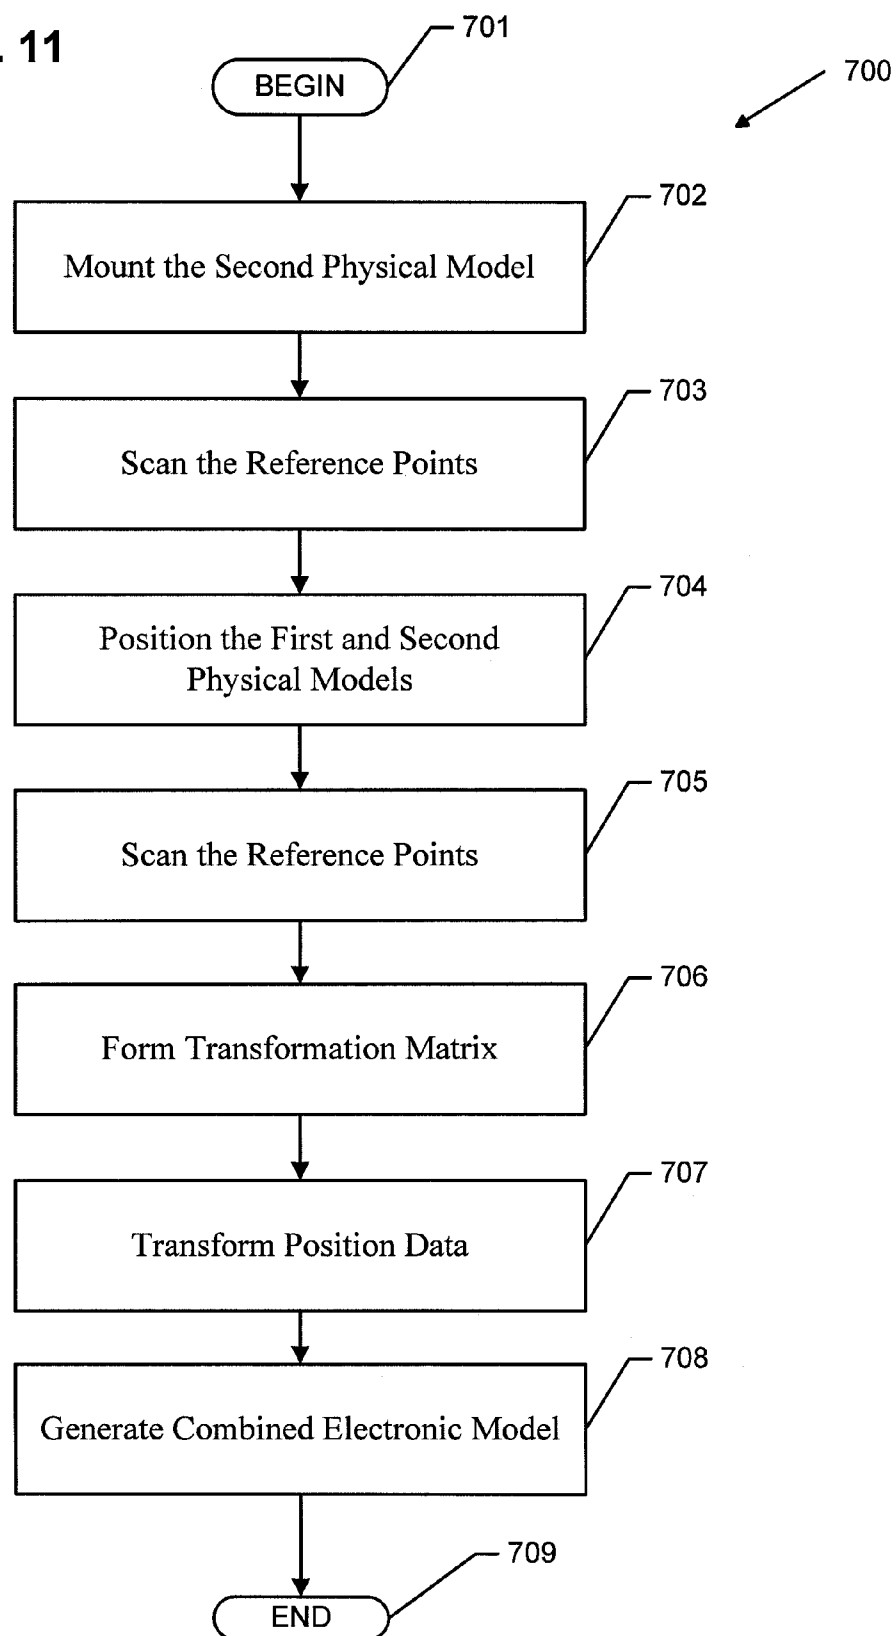 . 11
701
BEGIN
700
702
Mount the Second Physical Model
703
Scan the Reference Points
704
Position the First and Second
Physical Models
705
Scan the Reference Points
706
Form Transformation Matrix
707
Transform Position Data
708
Generate Combined Electronic Model
709
END